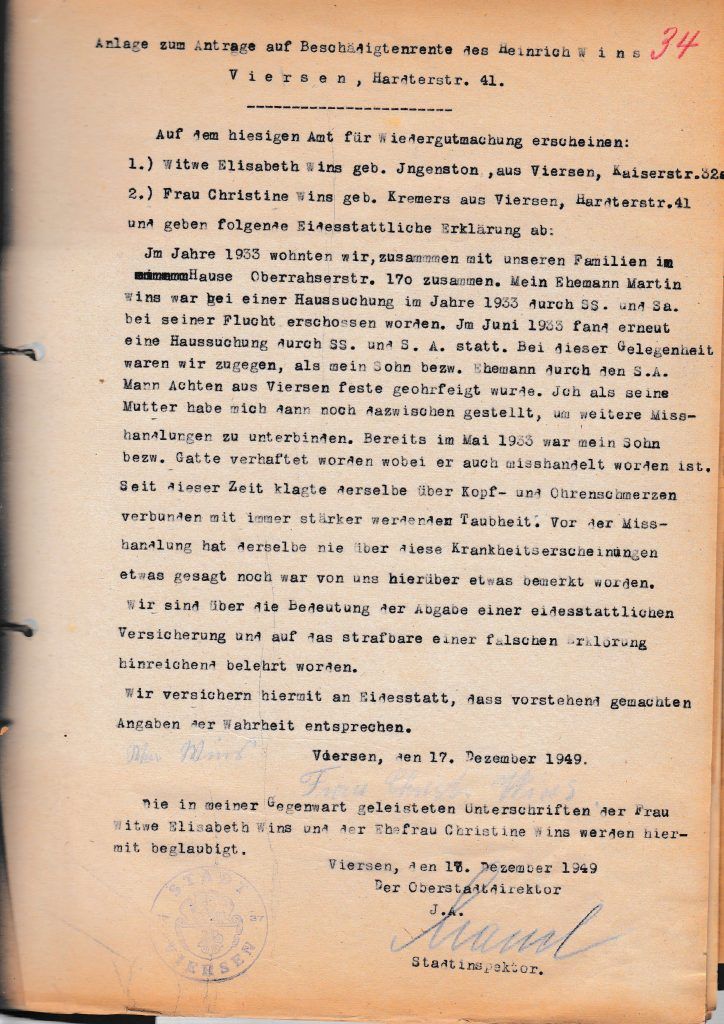 34
Anlage zum Antrage auf Beschädigtenrente des Heinrich W i n s
V i e r s e n , Hardterstr. 41.
-----------------------
Auf dem hiesigen Amt für Wiedergutmachung erscheinen:
1.) Witwe Elisabeth Wins geb. Jngenston ,aus Viersen, Kaiserstr.32a
2.) Frau Christine Wins geb. Kremers aus Viersen, Hardterstr.41
und geben folgende Eidesstattliche Erklärung ab:
Jm Jahre 1933 wohnten wir,zusammmen mit unseren Familien im
Hause Oberrahserstr. 17o zusammen. Mein Ehemann Martin
Wins war bei einer Haussuchung im Jahre 1933 durch SS. und Sa.
bei seiner Flucht erschossen worden. Jm Juni 1933 fand erneut
eine Haussuchung durch SS. und S. A. statt. Bei dieser Gelegenheit
waren wir zugegen, als mein Sohn bezw. Ehemann durch den S.A.
Mann Achten aus Viersen feste geohrfeigt wurde. Jch als seine
Mutter habe mich dann noch dazwischen gestellt, um weitere Miss-
handlungen zu unterbinden. Bereits im Mai 1933 war mein Sohn
bezw. Gatte verhaftet worden wobei er auch misshandelt worden ist.
Seit dieser Zeit klagte derselbe über Kopf- und Ohrenschmerzen
verbunden mit immer stärker werdenden Taubheit. Vor der Miss-
handlung hat derselbe nie über diese Krankheitserscheinungen
etwas gesagt noch war von uns hierüber etwas bemerkt worden.
Wir sind über die Bedeutung der Abgabe einer eidesstattlichen
Versicherung und auf das strafbare einer falschen Erklörung
hinreichend belehrt worden.
Wir versichern hiermit an Eidesstatt, dass vorstehend gemachten
Angaben der Wahrheit entsprechen.
Wwe Wins
Viersen, den 17. Dezember 1949.
Frau Wins
Die in meiner Gegenwart geleisteten Unterschriften der Frau
Witwe Elisabeth Wins und der Ehefrau Christine Wins werden hier-
mit beglaubigt.
Viersen, den 17. Dezember 1949
Der Oberstadtdirektor
J.A.
Stadtinspektor.
STADT VIERSEN
37